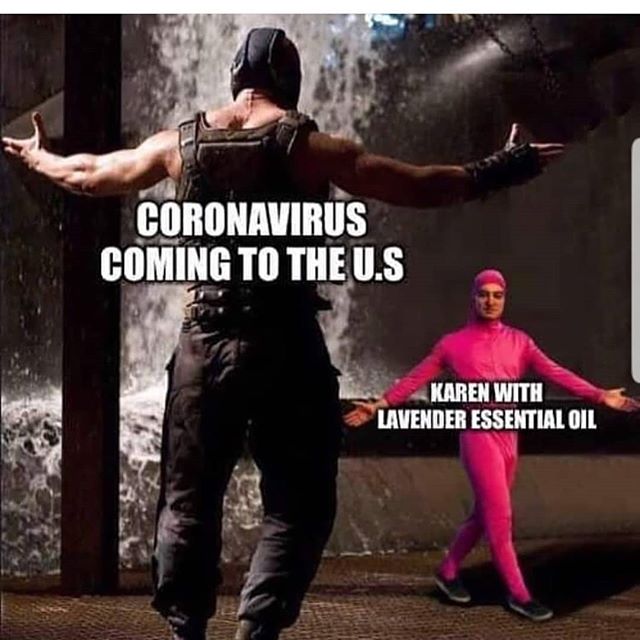 CORONAVIRUS
COMING TO THE U.S
KAREN WITH
LAVENDER ESSENTIAL OIL